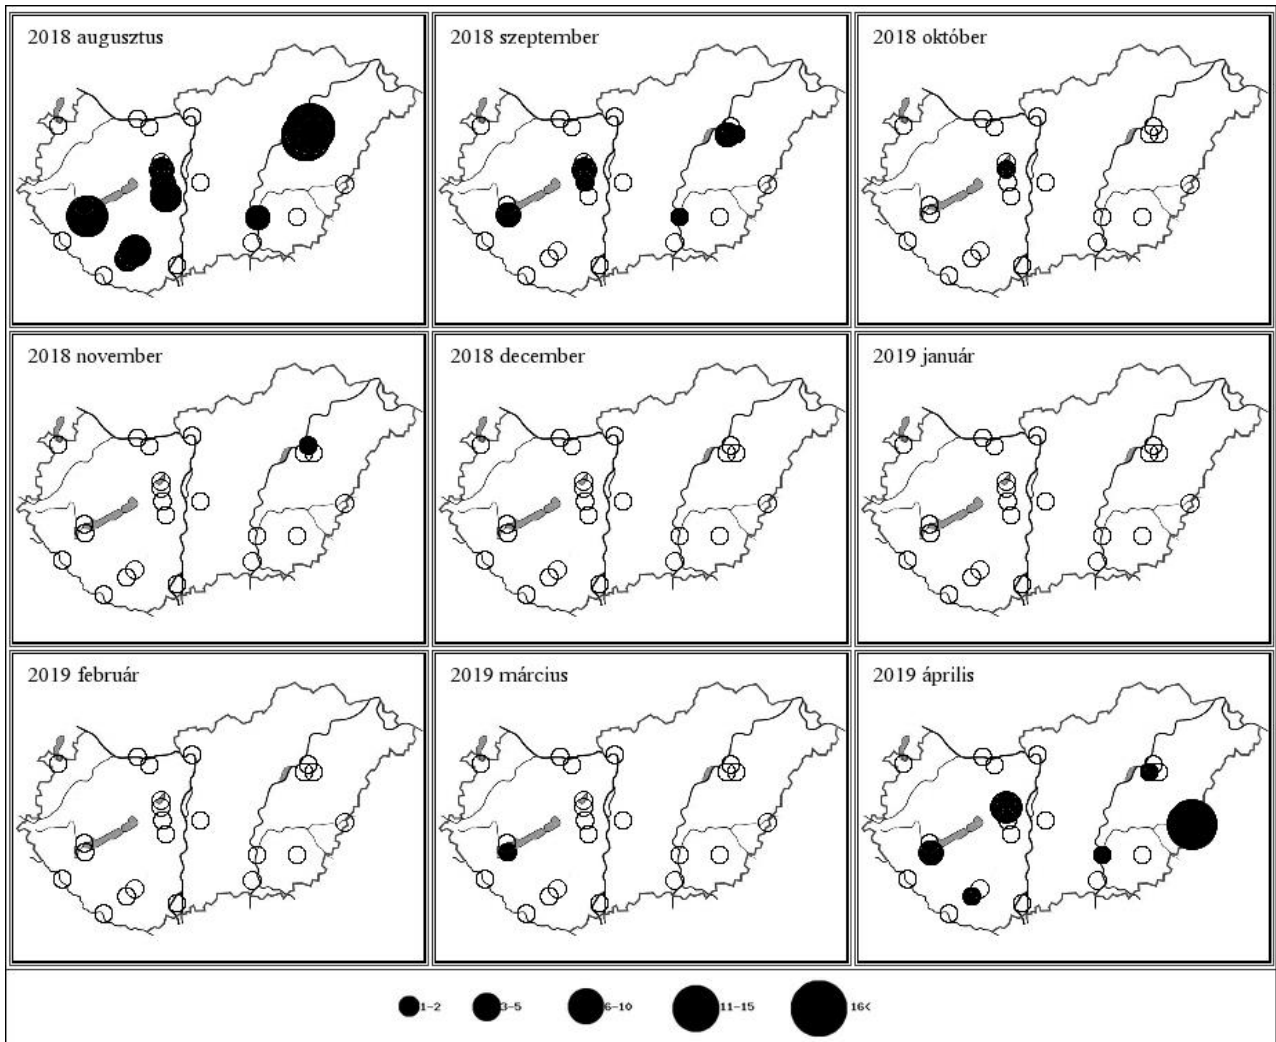 2018 augusztus
2018 szeptember
2018 október
2018 november
2018 december
2019 január
2019 február
2019 március
2019 április
1-2 3-5 6-10 11-15 16<